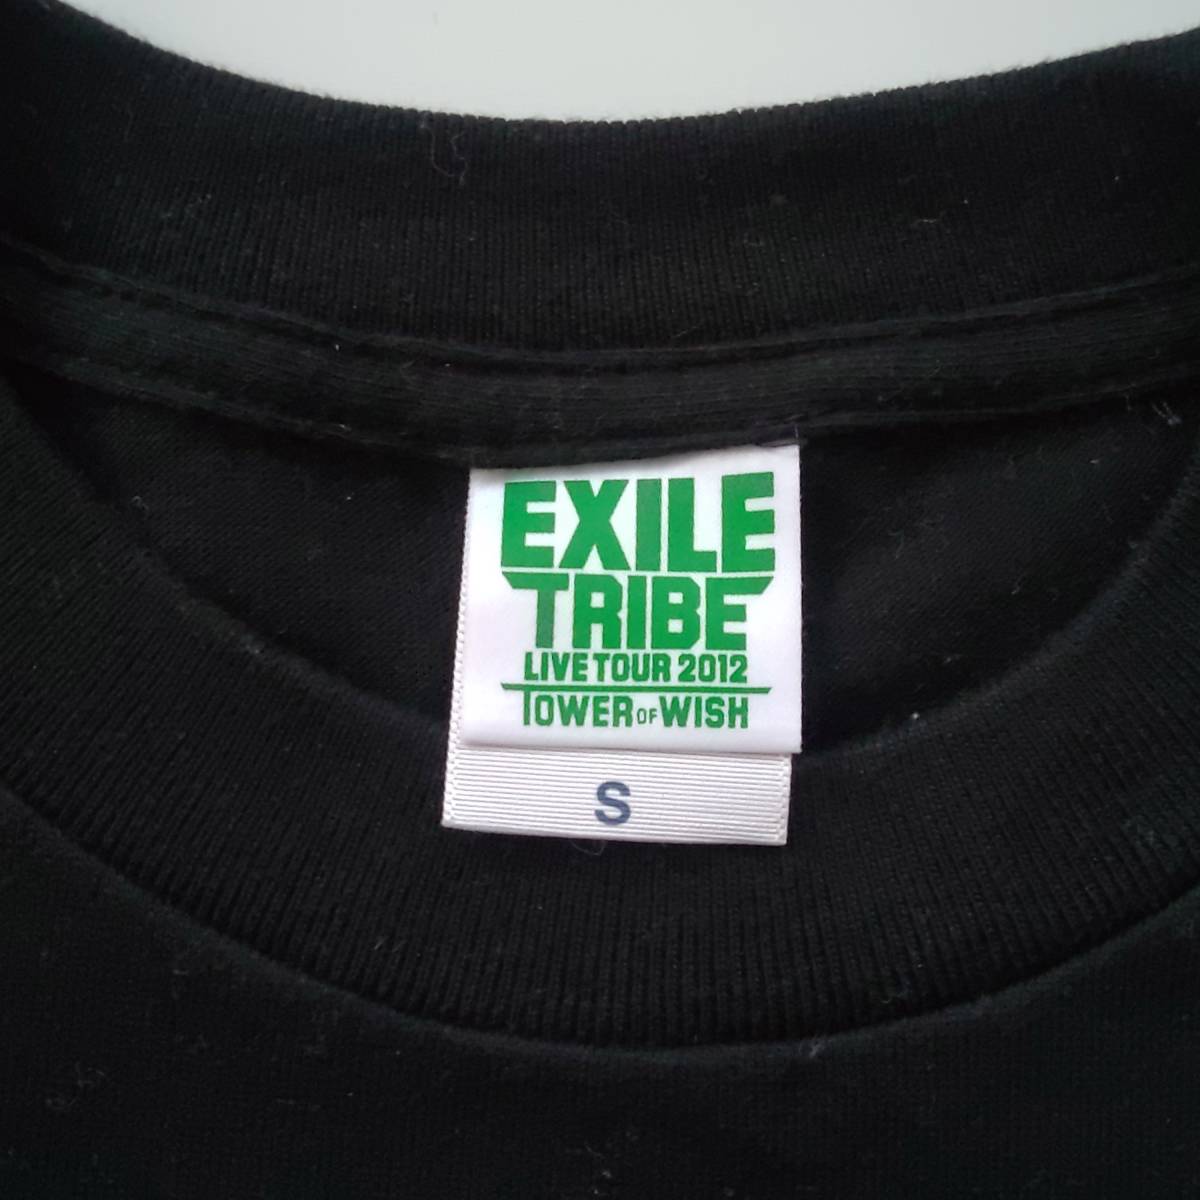 EXILE
TRIBE
LIVE TOUR 2012
TOWER OF WISH
S